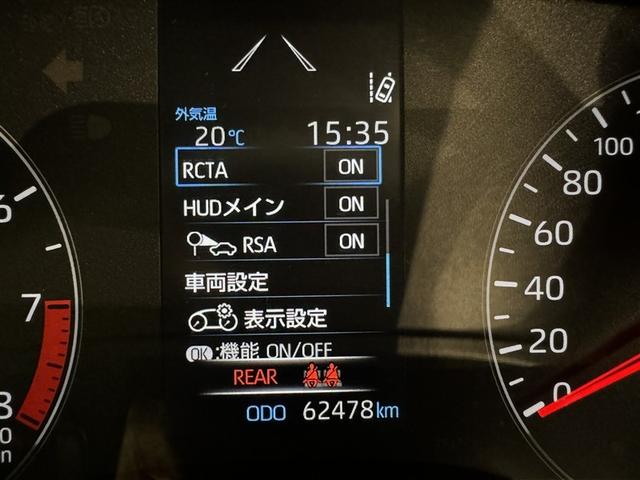 外気温
20℃ 15:35
RCTA ON
HUDメイン ON
RSA ON
車両設定
表示設定
OK:機能 ON/OFF
REAR
ODO 62478km
6
7
8
0
20
40
60
80
100